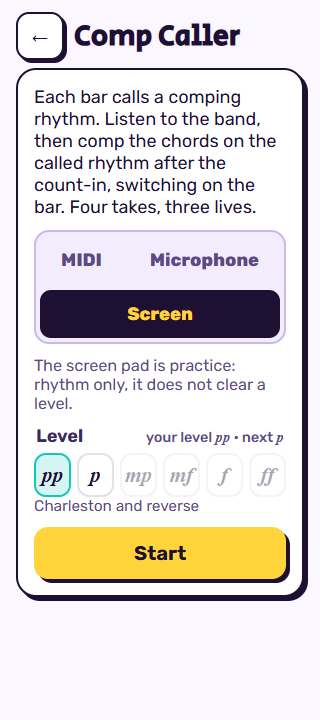 ← Comp Caller
Each bar calls a comping
rhythm. Listen to the band,
then comp the chords on the
called rhythm after the
count-in, switching on the
bar. Four takes, three lives.
MIDI Microphone
Screen
The screen pad is practice:
rhythm only, it does not clear a
level.
Level your level pp • next p
pp p mp mf f ff
Charleston and reverse
Start